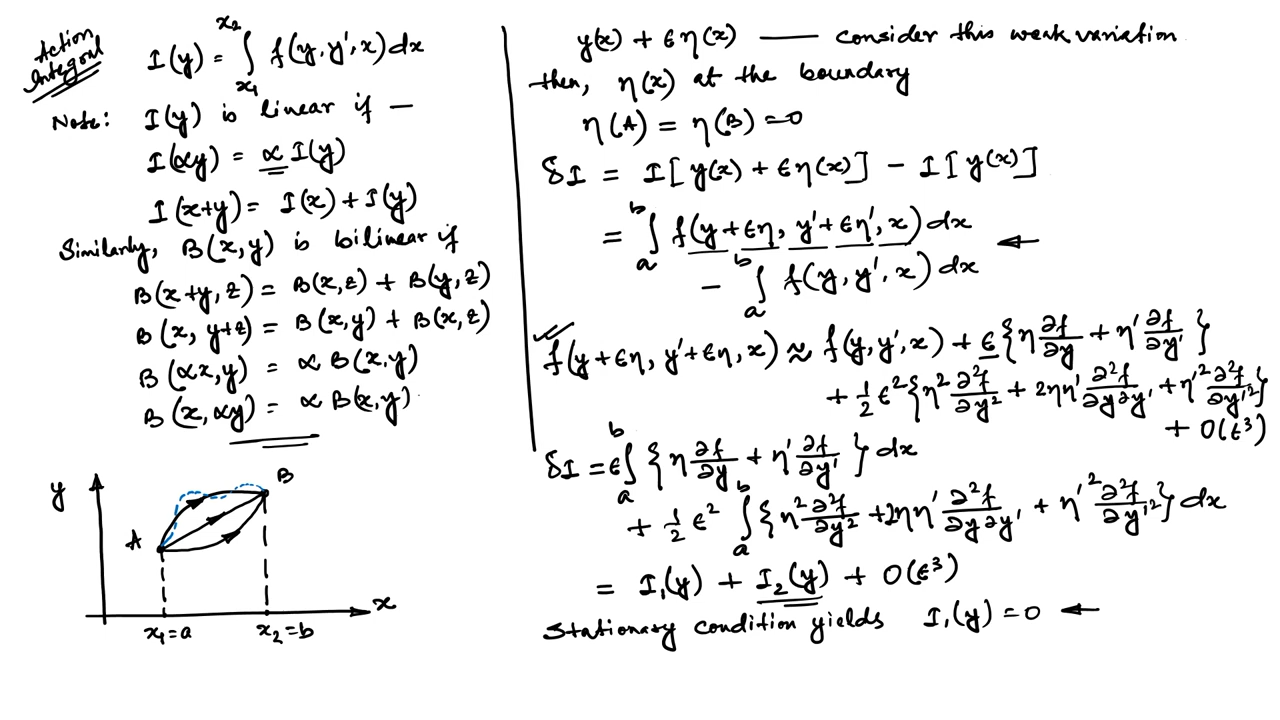 Action
Integral
I(y) = ∫_{x₁}^{x₂} f(y, y', x) dx
Note: I(y) is linear if —
I(αy) = α I(y)
I(x+y) = I(x) + I(y)
Similarly, B(x, y) is bilinear if
B(x+y, z) = B(x, z) + B(y, z)
B(x, y+z) = B(x, y) + B(x, z)
B(αx, y) = α B(x, y)
B(x, αy) = α B(x, y)
y
B
A
x
x₁=a
x₂=b
y(x) + ϵη(x) — consider this weak variation
then, η(x) at the boundary
η(A) = η(B) = 0
δI = I[y(x) + ϵη(x)] − I[y(x)]
= ∫_a^b f(y+ϵη, y'+ϵη', x) dx ←
− ∫_a^b f(y, y', x) dx
f(y+ϵη, y'+ϵη, x) ≈ f(y, y', x) + ϵ{η ∂f/∂y + η' ∂f/∂y'}
+ ½ ϵ² {η² ∂²f/∂y² + 2ηη' ∂²f/∂y∂y' + η'² ∂²f/∂y'²}
+ O(ϵ³)
δI = ϵ∫_a^b {η ∂f/∂y + η' ∂f/∂y'} dx
+ ½ ϵ² ∫_a^b {η² ∂²f/∂y² + 2ηη' ∂²f/∂y∂y' + η'² ∂²f/∂y'²} dx
= I₁(y) + I₂(y) + O(ϵ³)
Stationary condition yields I₁(y) = 0 ←